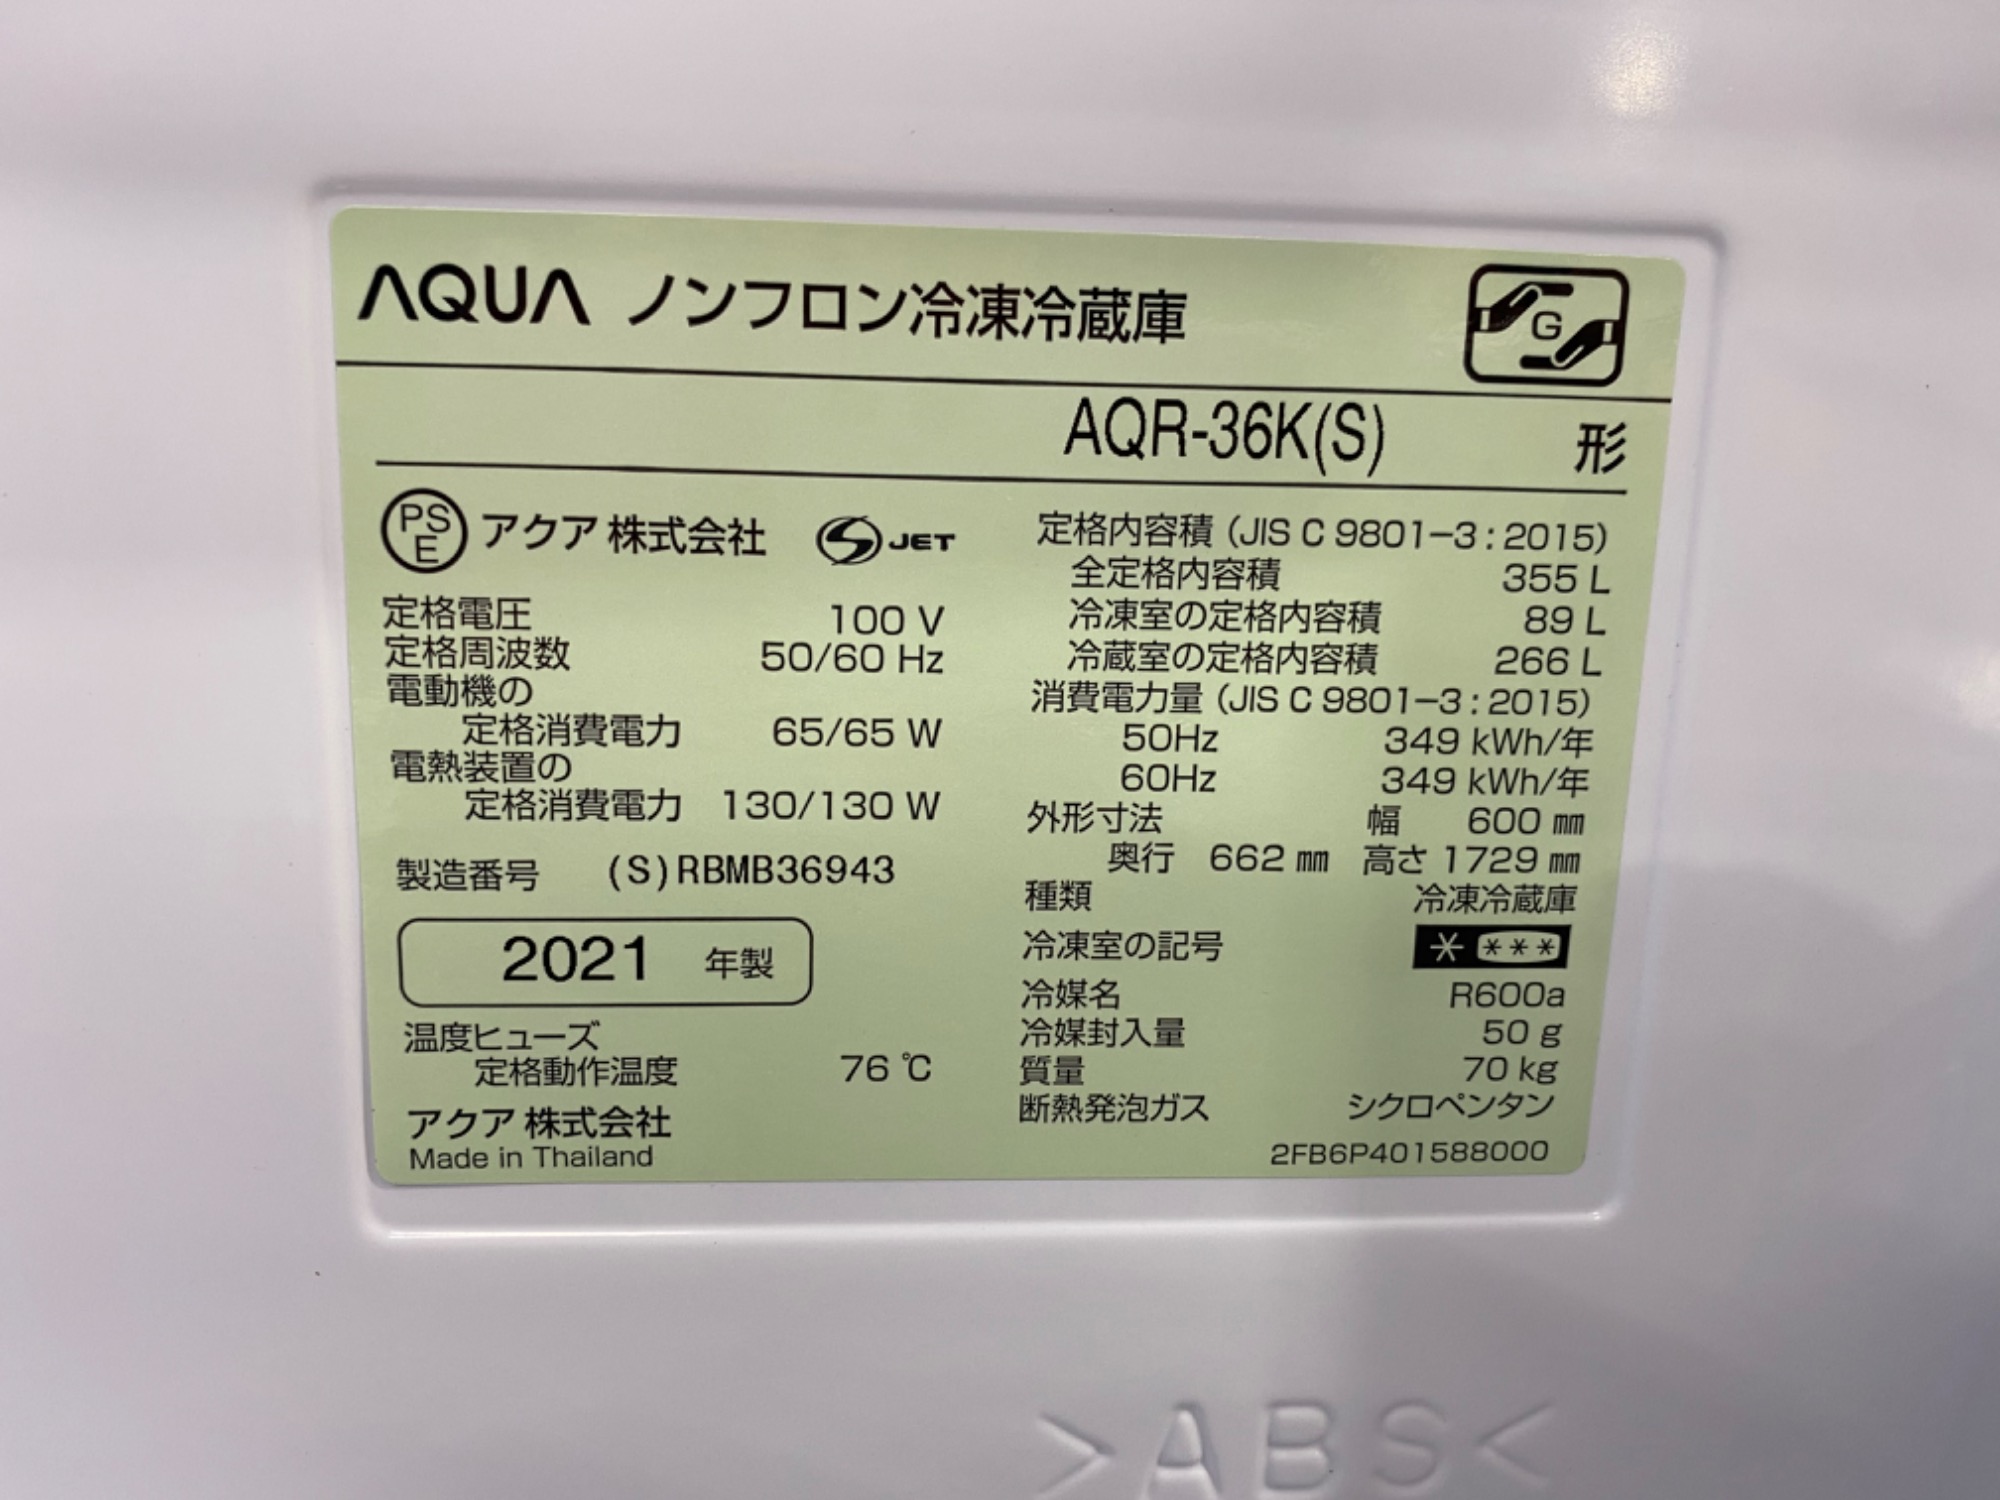 AQUA ノンフロン冷凍冷蔵庫
G
AQR-36K(S) 形
PSE アクア 株式会社 S JET
定格電圧 100 V
定格周波数 50/60 Hz
電動機の
定格消費電力 65/65 W
電熱装置の
定格消費電力 130/130 W
製造番号 (S)RBMB36943
2021 年製
温度ヒューズ
定格動作温度 76 ℃
アクア 株式会社
Made in Thailand
定格内容積 (JIS C 9801-3:2015)
全定格内容積 355 L
冷凍室の定格内容積 89 L
冷蔵室の定格内容積 266 L
消費電力量 (JIS C 9801-3:2015)
50Hz 349 kWh/年
60Hz 349 kWh/年
外形寸法 幅 600 ㎜
奥行 662 ㎜ 高さ 1729 ㎜
種類 冷凍冷蔵庫
冷凍室の記号 * ***
冷媒名 R600a
冷媒封入量 50 g
質量 70 kg
断熱発泡ガス シクロペンタン
2FB6P401588000
>ABS<